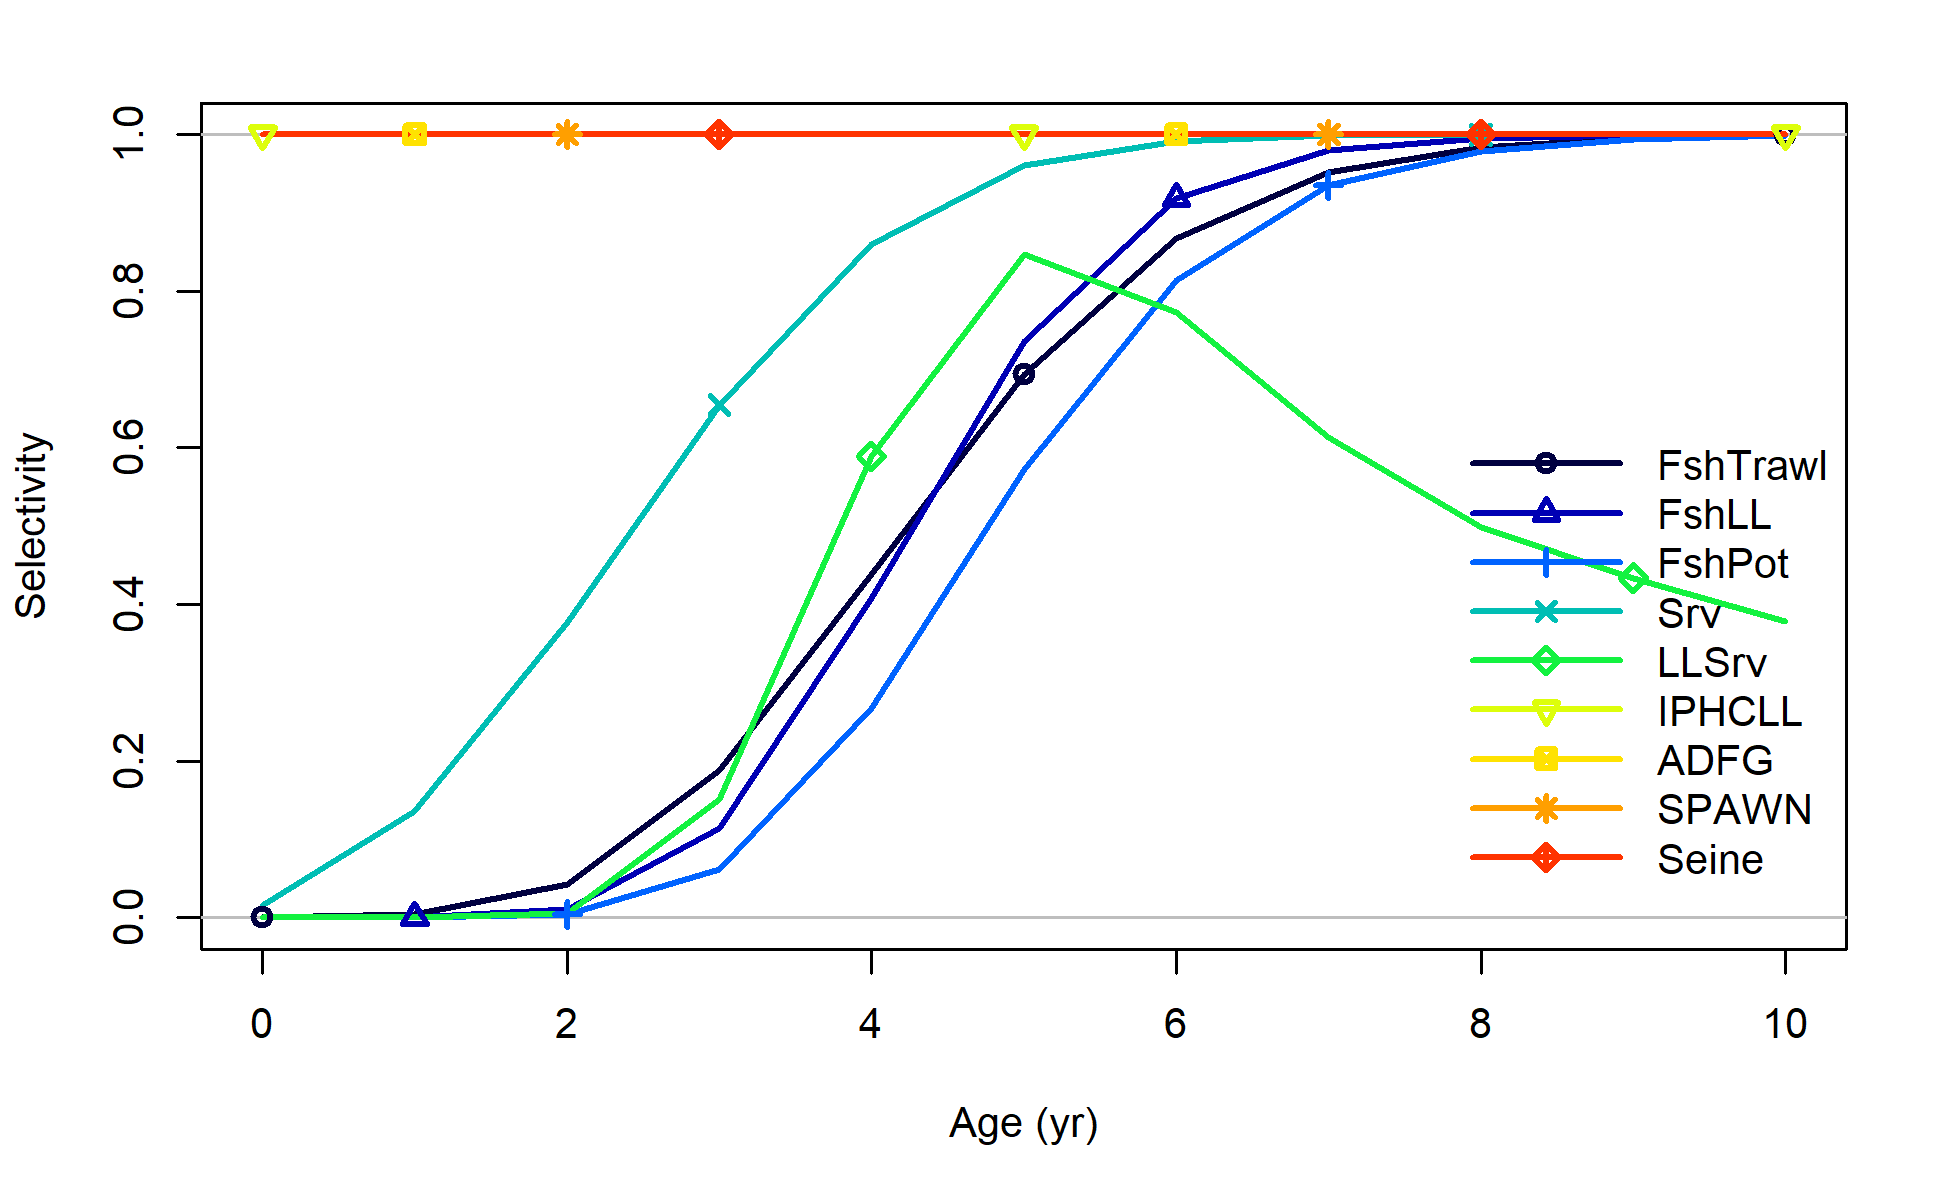 1.0
0.8
0.6
0.4
0.2
0.0
Selectivity
FshTrawl
FshLL
FshPot
Srv
LLSrv
IPHCLL
ADFG
SPAWN
Seine
0 2 4 6 8 10
Age (yr)